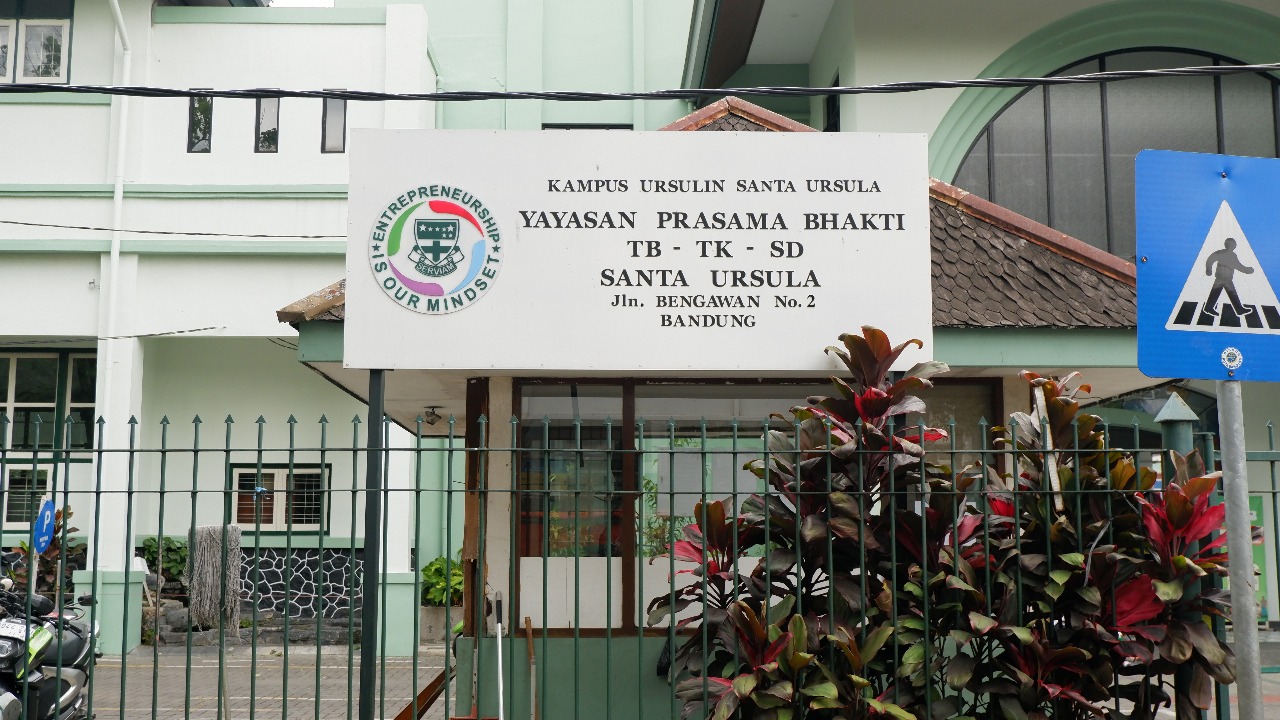 KAMPUS URSULIN SANTA URSULA
YAYASAN PRASAMA BHAKTI
TB - TK - SD
SANTA URSULA
Jln. BENGAWAN No. 2
BANDUNG
★ENTREPRENEURSHIP★
IS OUR MINDSET
SERVIAM
P